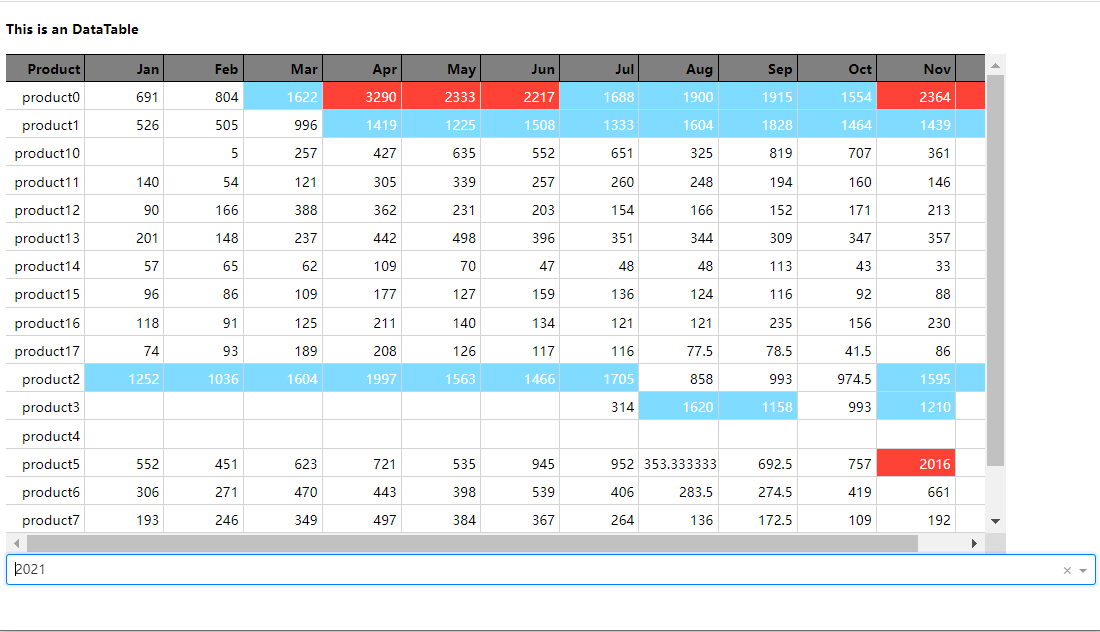 This is an DataTable
Product Jan Feb Mar Apr May Jun Jul Aug Sep Oct Nov
product0 691 804 1622 3290 2333 2217 1688 1900 1915 1554 2364
product1 526 505 996 1419 1225 1508 1333 1604 1828 1464 1439
product10 5 257 427 635 552 651 325 819 707 361
product11 140 54 121 305 339 257 260 248 194 160 146
product12 90 166 388 362 231 203 154 166 152 171 213
product13 201 148 237 442 498 396 351 344 309 347 357
product14 57 65 62 109 70 47 48 48 113 43 33
product15 96 86 109 177 127 159 136 124 116 92 88
product16 118 91 125 211 140 134 121 121 235 156 230
product17 74 93 189 208 126 117 116 77.5 78.5 41.5 86
product2 1252 1036 1604 1997 1563 1466 1705 858 993 974.5 1595
product3 314 1620 1158 993 1210
product4
product5 552 451 623 721 535 945 952 353.333333 692.5 757 2016
product6 306 271 470 443 398 539 406 283.5 274.5 419 661
product7 193 246 349 497 384 367 264 136 172.5 109 192
2021